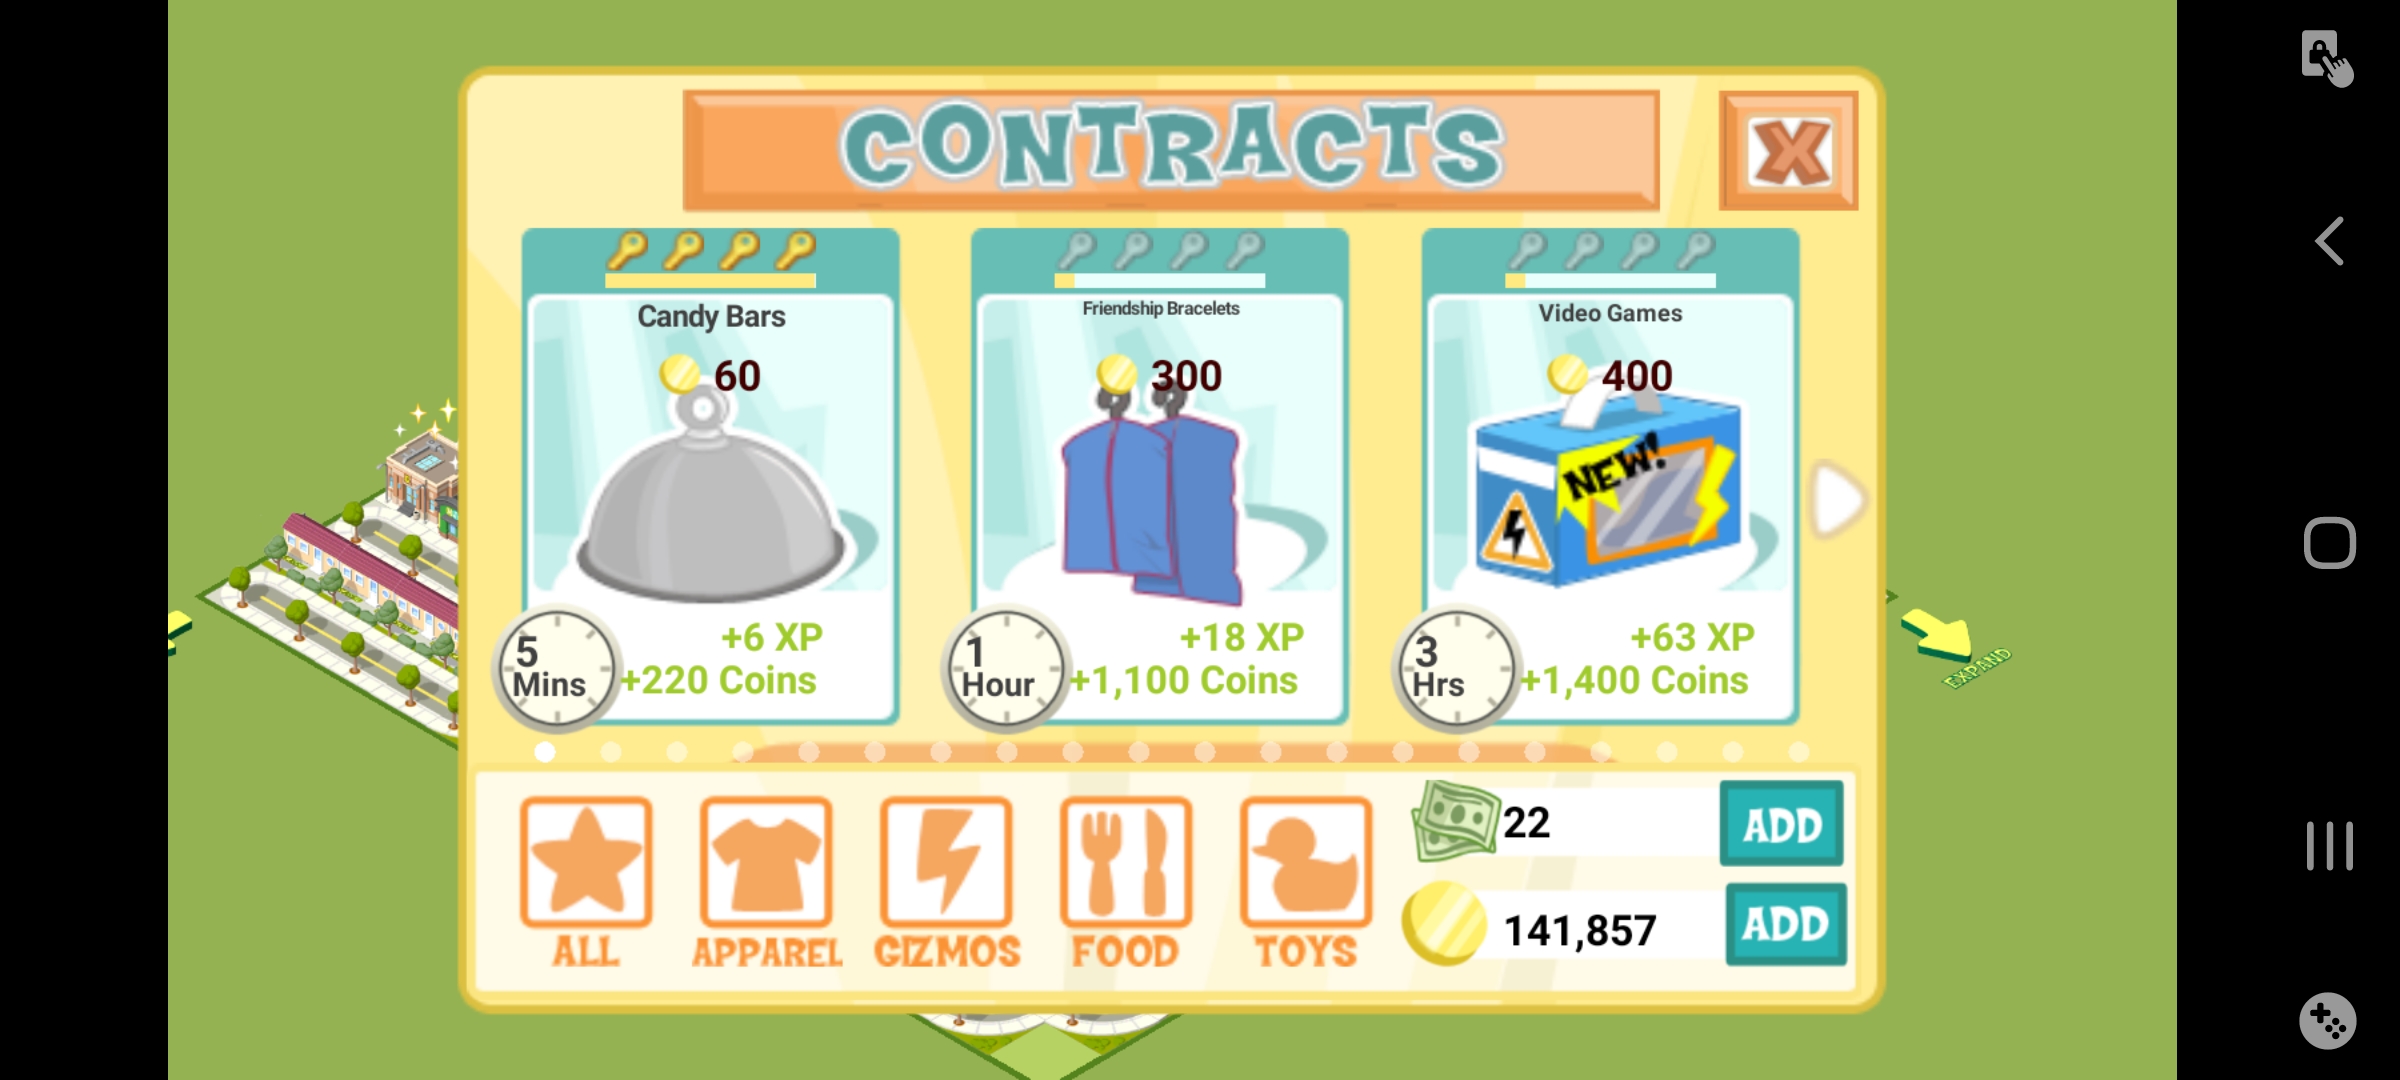 CONTRACTS
X
Candy Bars
60
5
Mins
+6 XP
+220 Coins
Friendship Bracelets
300
1
Hour
+18 XP
+1,100 Coins
Video Games
400
NEW!
3
Hrs
+63 XP
+1,400 Coins
EXPAND
ALL
APPAREL
GIZMOS
FOOD
TOYS
22
ADD
141,857
ADD